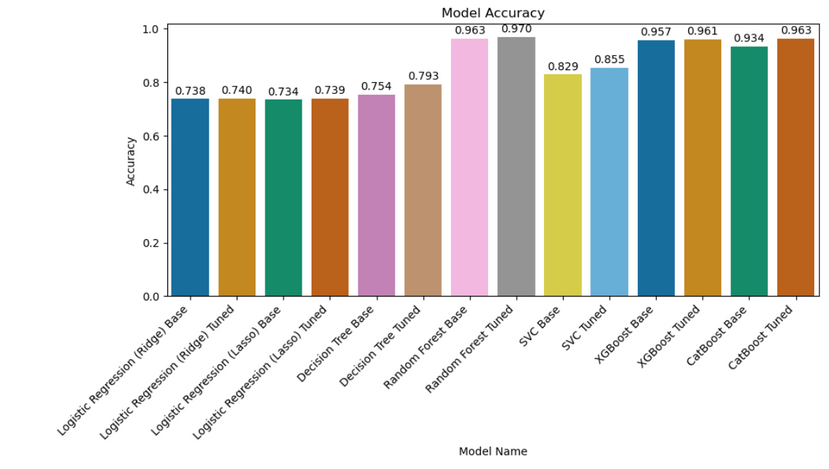 Model Accuracy
Accuracy
1.0
0.8
0.6
0.4
0.2
0.0
0.738
0.740
0.734
0.739
0.754
0.793
0.963
0.970
0.829
0.855
0.957
0.961
0.934
0.963
Logistic Regression (Ridge) Base
Logistic Regression (Ridge) Tuned
Logistic Regression (Lasso) Base
Logistic Regression (Lasso) Tuned
Decision Tree Base
Decision Tree Tuned
Random Forest Base
Random Forest Tuned
SVC Base
SVC Tuned
XGBoost Base
XGBoost Tuned
CatBoost Base
CatBoost Tuned
Model Name